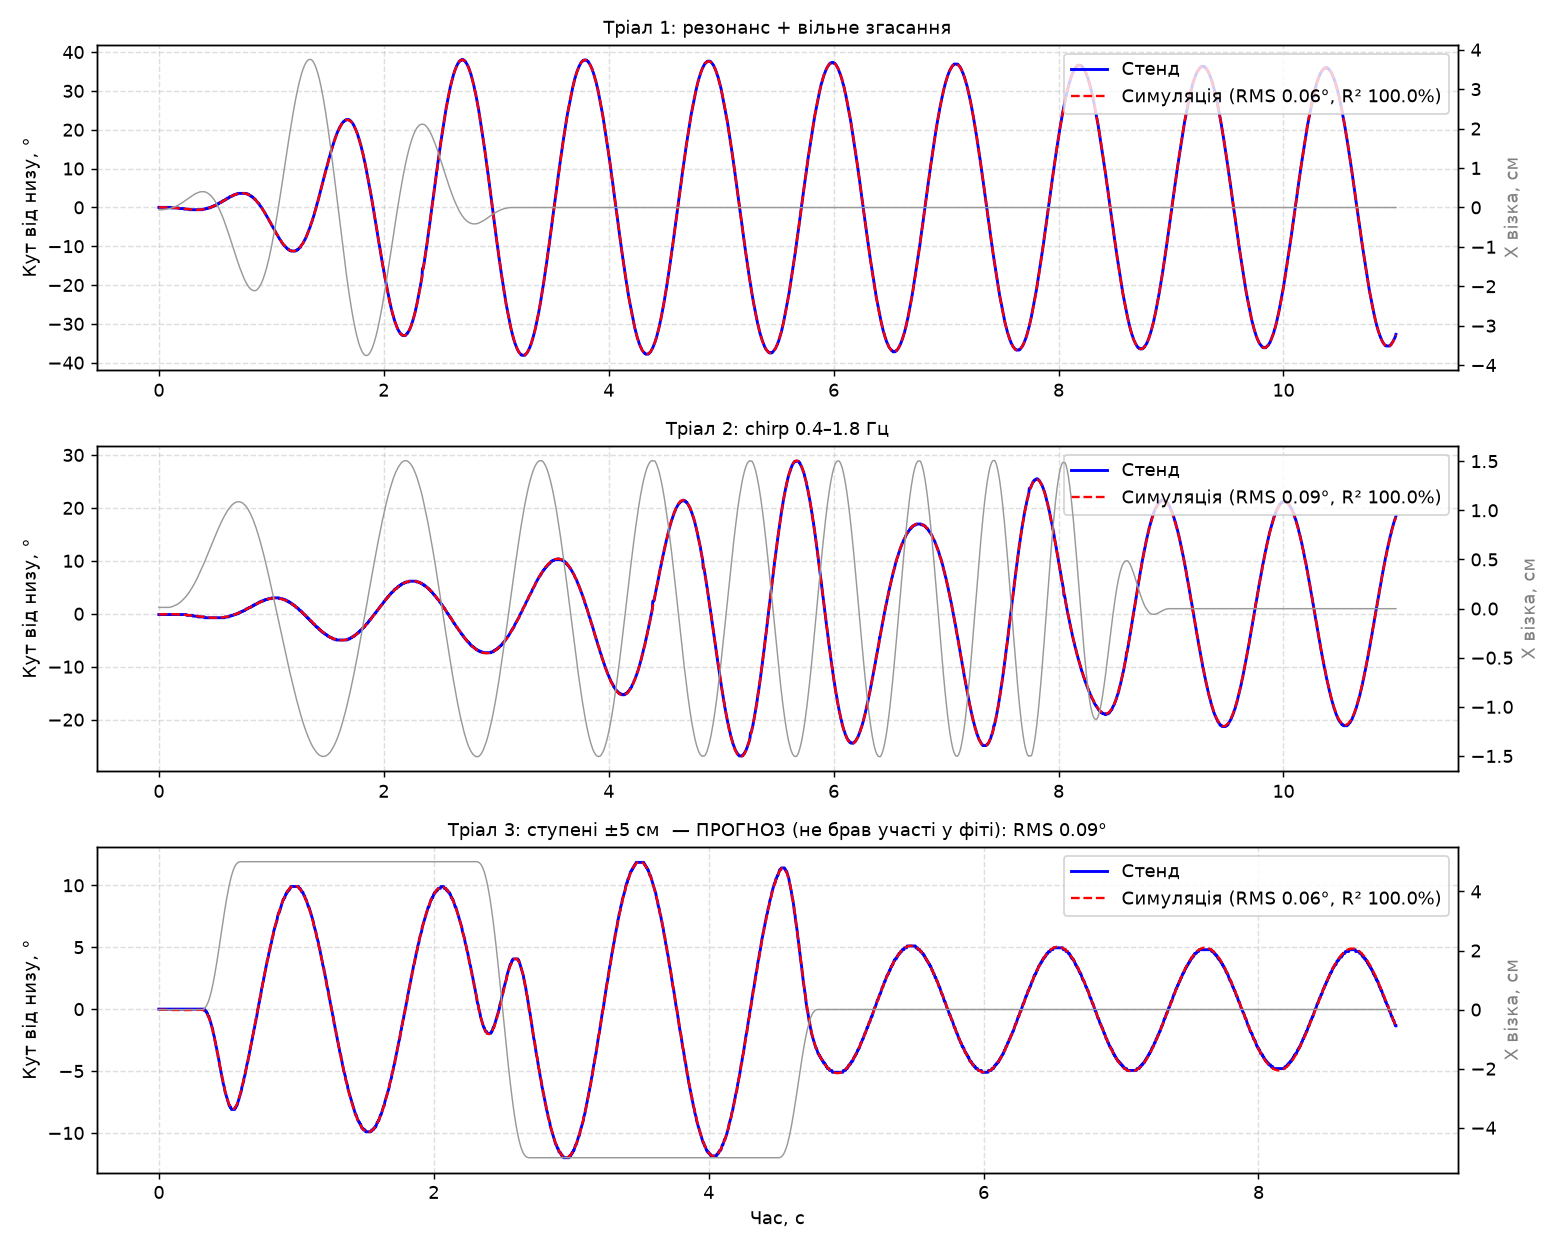 Тріал 1: резонанс + вільне згасання
40
30
20
10
0
−10
−20
−30
−40
Кут від низу, °
4
3
2
1
0
−1
−2
−3
−4
X візка, см
Стенд
Симуляція (RMS 0.06°, R² 100.0%)
0 2 4 6 8 10
Тріал 2: chirp 0.4–1.8 Гц
30
20
10
0
−10
−20
Кут від низу, °
1.5
1.0
0.5
0.0
−0.5
−1.0
−1.5
X візка, см
Стенд
Симуляція (RMS 0.09°, R² 100.0%)
0 2 4 6 8 10
Тріал 3: ступені ±5 см — ПРОГНОЗ (не брав участі у фіті): RMS 0.09°
10
5
0
−5
−10
Кут від низу, °
4
2
0
−2
−4
X візка, см
Стенд
Симуляція (RMS 0.06°, R² 100.0%)
0 2 4 6 8
Час, с